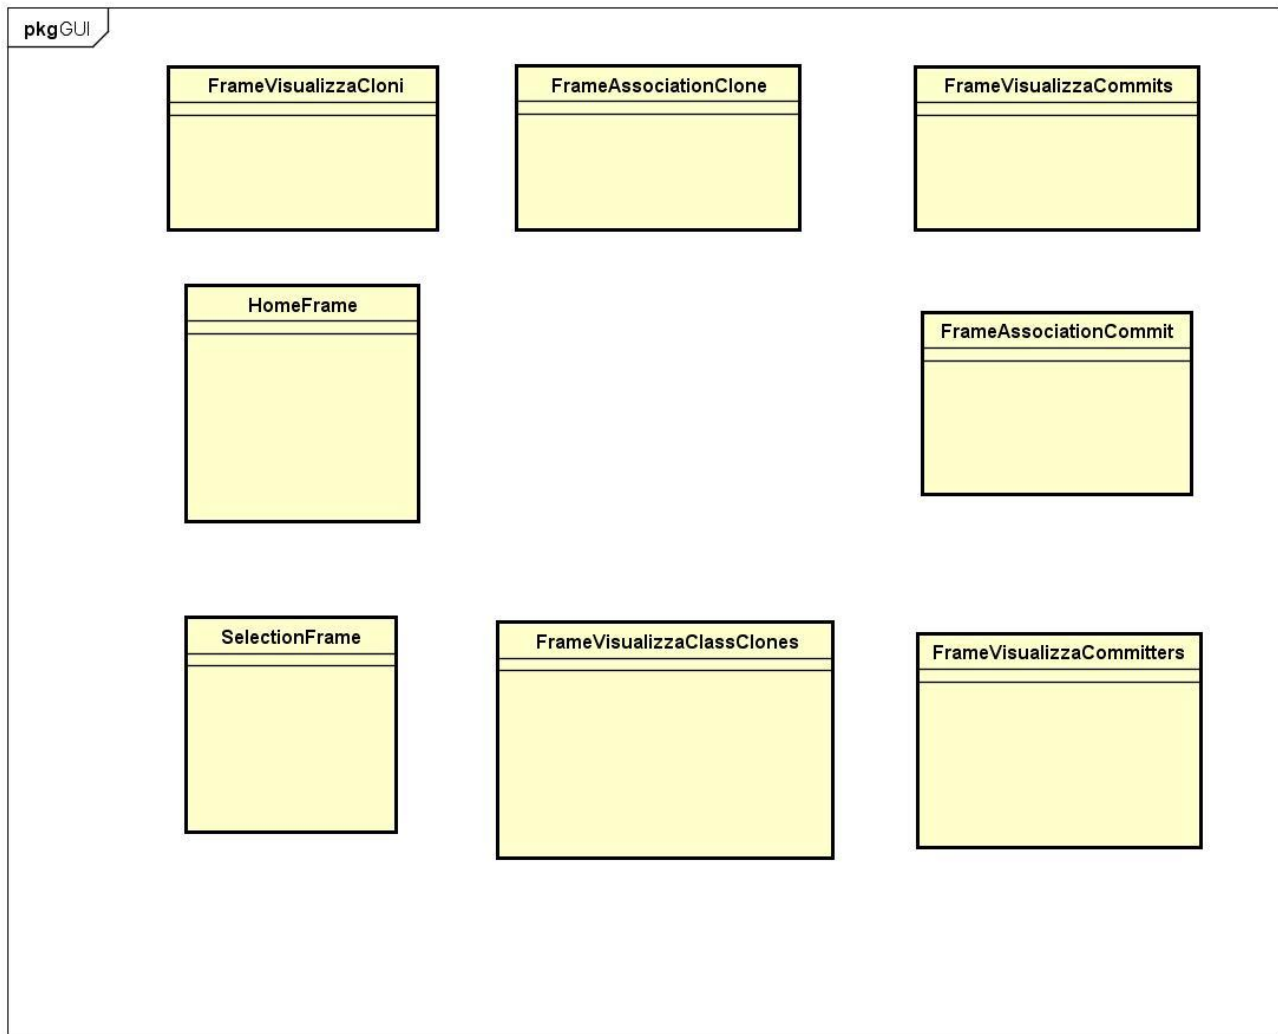 pkgGUI
FrameVisualizzaCloni
FrameAssociationClone
FrameVisualizzaCommits
HomeFrame
FrameAssociationCommit
SelectionFrame
FrameVisualizzaClassClones
FrameVisualizzaCommitters